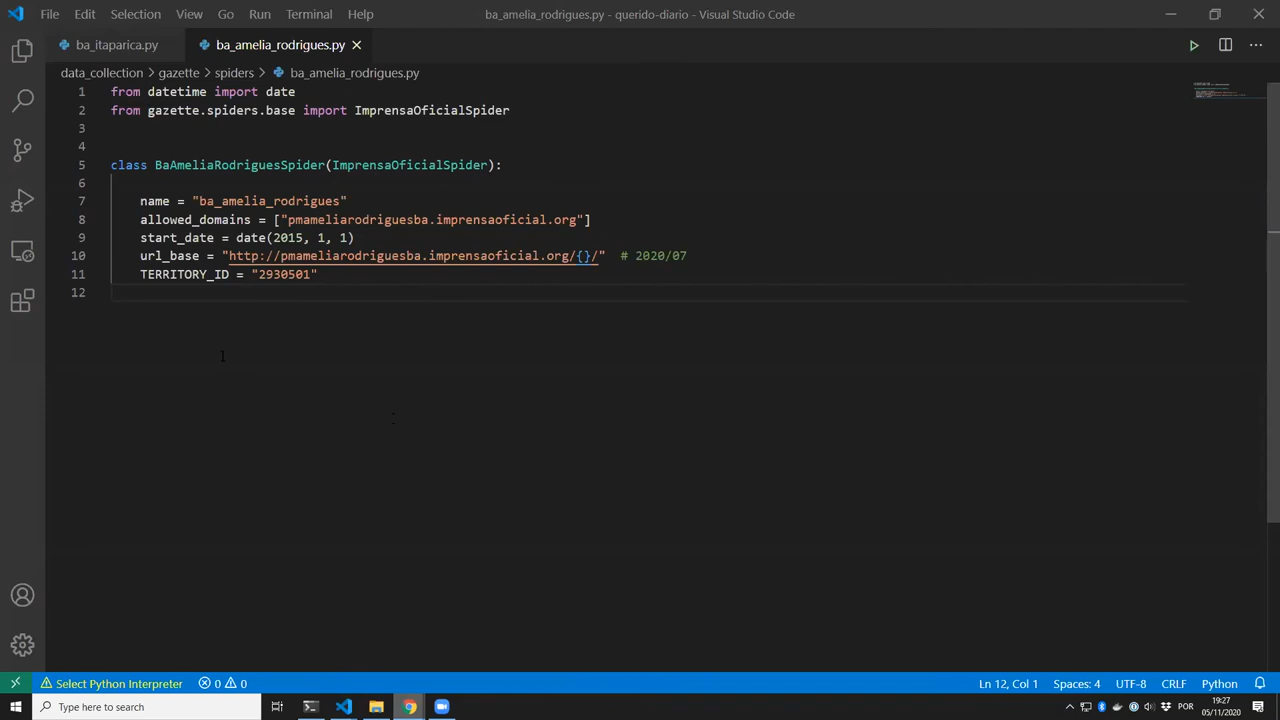 File Edit Selection View Go Run Terminal Help ba_amelia_rodrigues.py - querido-diario - Visual Studio Code
ba_itaparica.py ba_amelia_rodrigues.py
data_collection > gazette > spiders > ba_amelia_rodrigues.py
1 from datetime import date
2 from gazette.spiders.base import ImprensaOficialSpider
3
4
5 class BaAmeliaRodriguesSpider(ImprensaOficialSpider):
6
7 name = "ba_amelia_rodrigues"
8 allowed_domains = ["pmameliarodriguesba.imprensaoficial.org"]
9 start_date = date(2015, 1, 1)
10 url_base = "http://pmameliarodriguesba.imprensaoficial.org/{}/" # 2020/07
11 TERRITORY_ID = "2930501"
12
Select Python Interpreter 0 0 Ln 12, Col 1 Spaces: 4 UTF-8 CRLF Python
Type here to search POR 19:27
05/11/2020